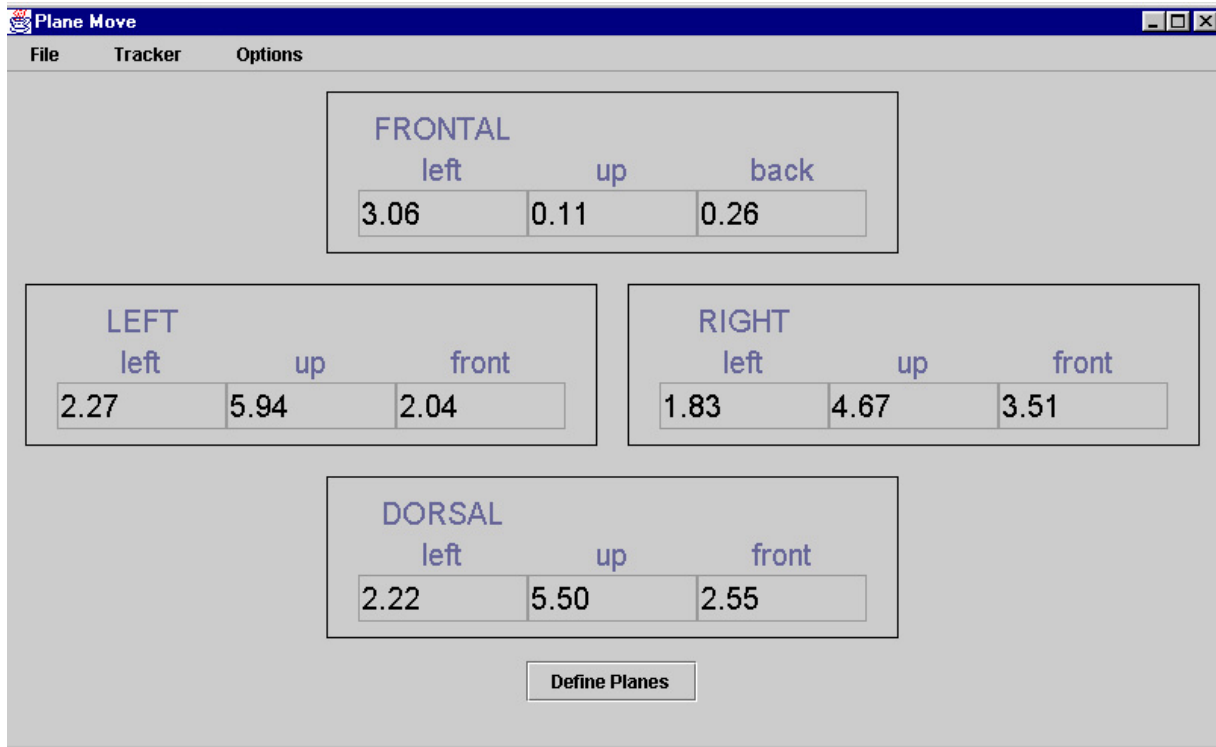 Plane Move
File Tracker Options
FRONTAL
left up back
3.06 0.11 0.26
LEFT
left up front
2.27 5.94 2.04
RIGHT
left up front
1.83 4.67 3.51
DORSAL
left up front
2.22 5.50 2.55
Define Planes